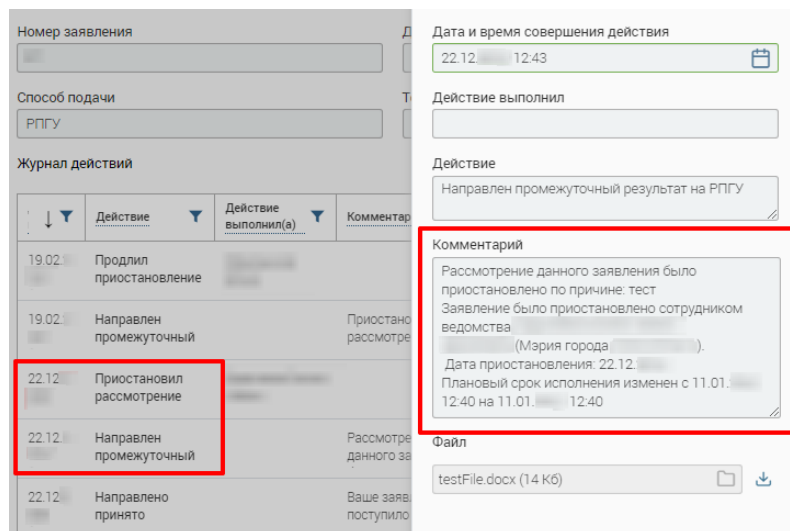 Номер заявления
Д
Способ подачи
Т
РПГУ
Журнал действий
Действие
Действие
выполнил(а)
Комментар
19.02.
Продлил
приостановление
19.02.
Направлен
промежуточный
Приостано
рассмотре
22.12
Приостановил
рассмотрение
22.12.
Направлен
промежуточный
Рассмотре
данного за
22.12
Направлено
принято
Ваше заяв
поступило
Дата и время совершения действия
22.12. 12:43
Действие выполнил
Действие
Направлен промежуточный результат на РПГУ
Комментарий
Рассмотрение данного заявления было
приостановлено по причине: тест
Заявление было приостановлено сотрудником
ведомства
(Мэрия города ).
Дата приостановления: 22.12.
Плановый срок исполнения изменен с 11.01.
12:40 на 11.01. 12:40
Файл
testFile.docx (14 Кб)